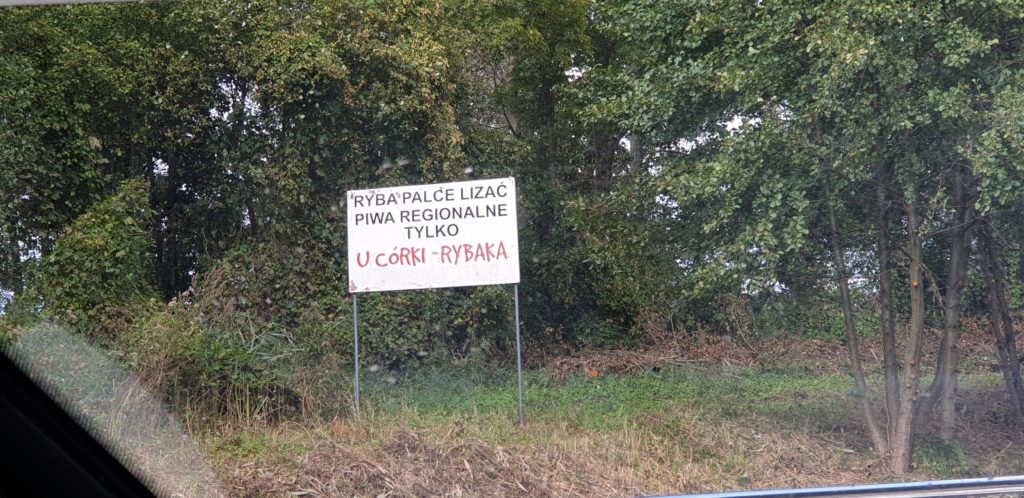 RYBA PALCE LIZAĆ
PIWA REGIONALNE
TYLKO
U CÓRKI RYBAKA